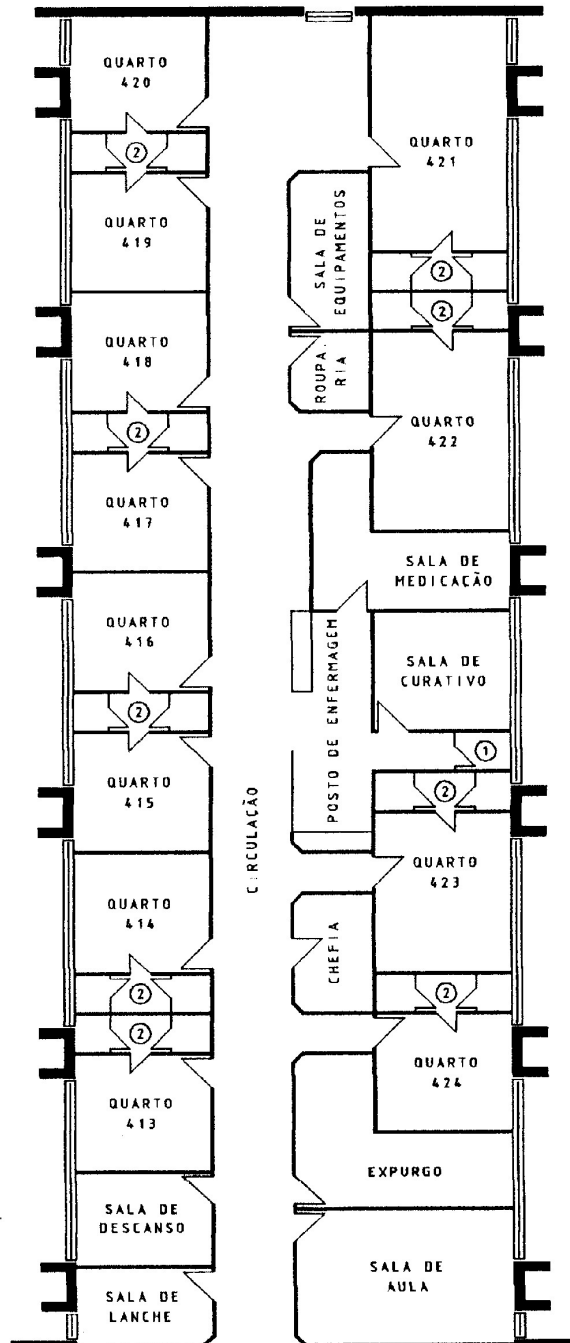 QUARTO
420
2
QUARTO
419
QUARTO
418
2
QUARTO
417
QUARTO
416
2
QUARTO
415
QUARTO
414
2
2
QUARTO
413
SALA DE
DESCANSO
SALA DE
LANCHE
CIRCULAÇÃO
QUARTO
421
SALA DE
EQUIPAMENTOS
2
2
ROUPA.
RIA
QUARTO
422
SALA DE
MEDICAÇÃO
POSTO DE ENFERMAGEM
SALA DE
CURATIVO
1
2
QUARTO
423
CHEFIA
2
QUARTO
424
EXPURGO
SALA DE
AULA